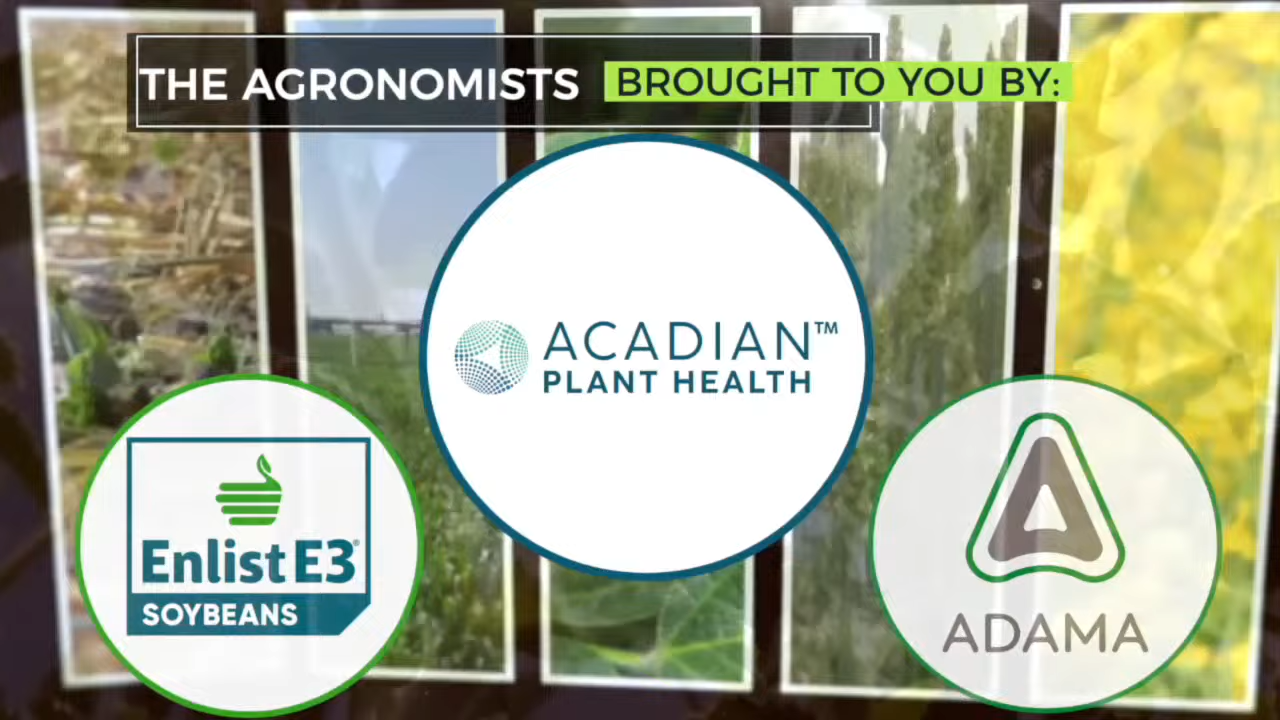 THE AGRONOMISTS BROUGHT TO YOU BY:
ACADIAN™
PLANT HEALTH
Enlist E3®
SOYBEANS
ADAMA